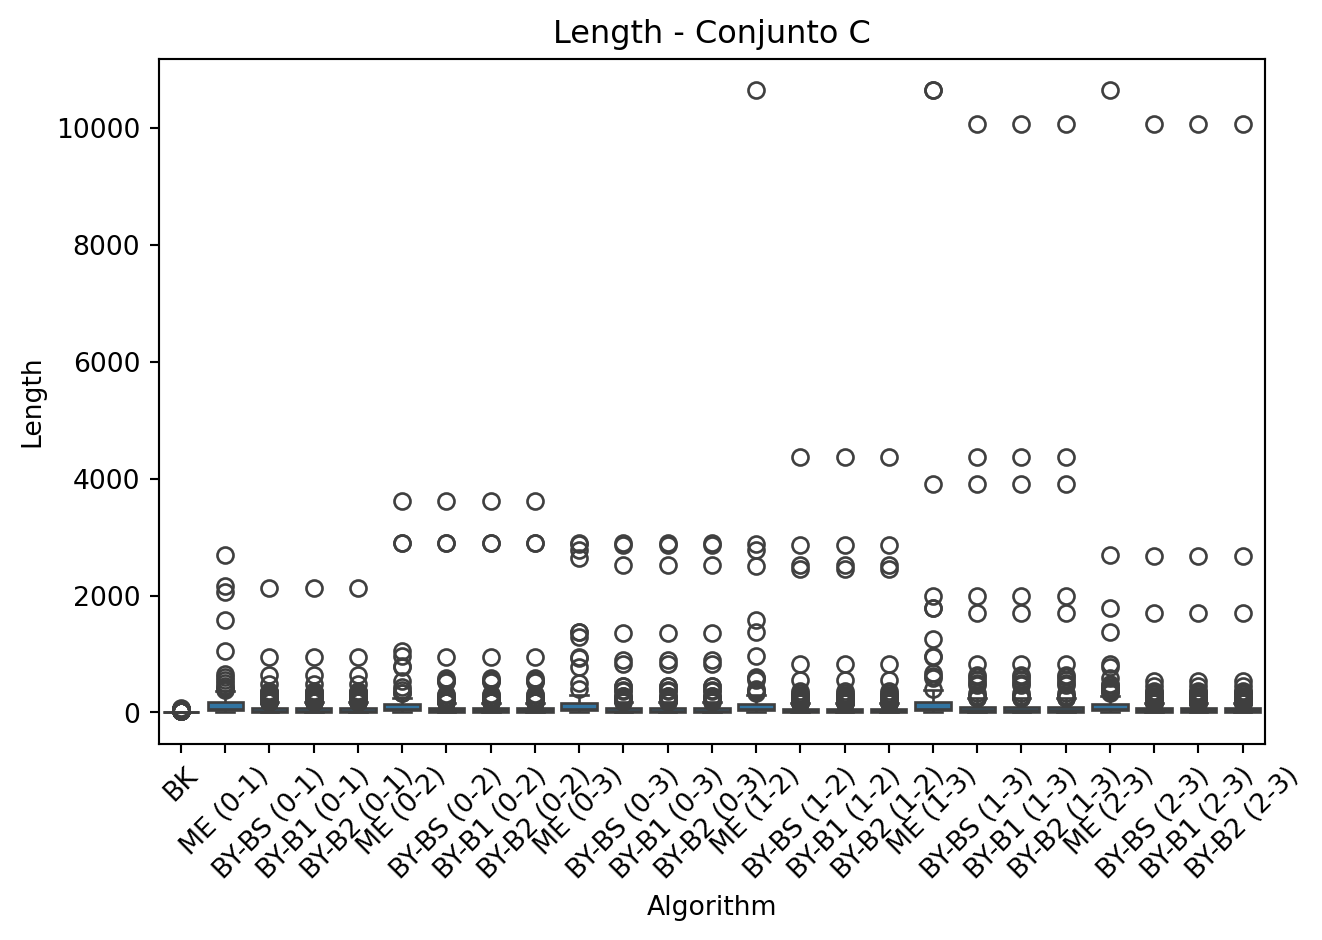 Length - Conjunto C
Length
10000
8000
6000
4000
2000
0
BK
ME (0-1)
BY-BS (0-1)
BY-B1 (0-1)
BY-B2 (0-1)
ME (0-2)
BY-BS (0-2)
BY-B1 (0-2)
BY-B2 (0-2)
ME (0-3)
BY-BS (0-3)
BY-B1 (0-3)
BY-B2 (0-3)
ME (1-2)
BY-BS (1-2)
BY-B1 (1-2)
BY-B2 (1-2)
ME (1-3)
BY-BS (1-3)
BY-B1 (1-3)
BY-B2 (1-3)
ME (2-3)
BY-BS (2-3)
BY-B1 (2-3)
BY-B2 (2-3)
Algorithm